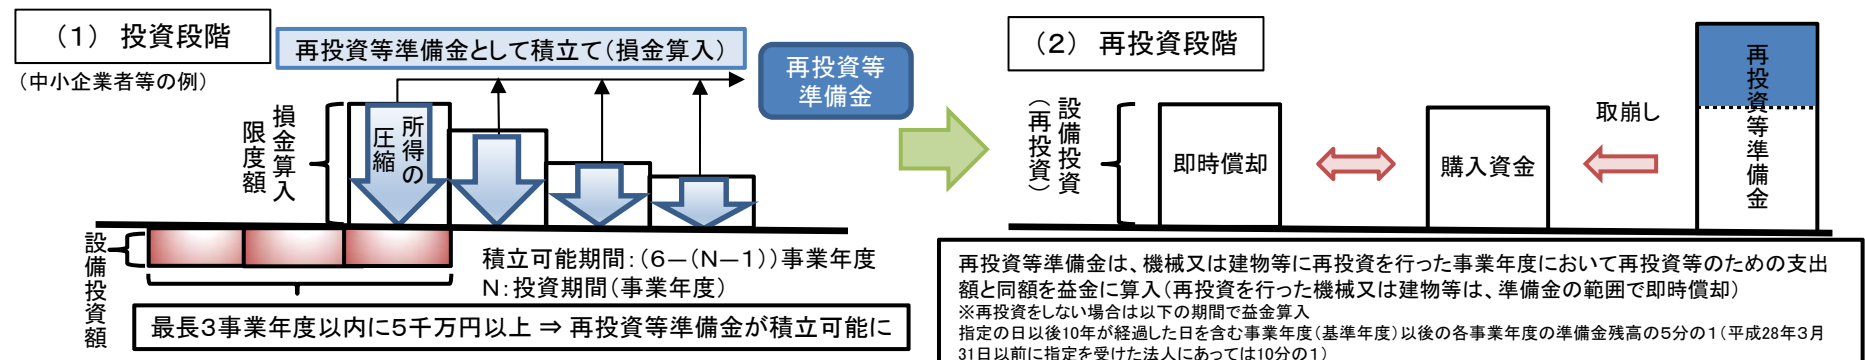 （１） 投資段階
（中小企業者等の例）
再投資等準備金として積立て（損金算入）
再投資等
準備金
損金算入
限度額
所得の
圧縮
設備投資額
積立可能期間：（６－（Ｎ－１））事業年度
Ｎ：投資期間（事業年度）
最長３事業年度以内に５千万円以上 ⇒ 再投資等準備金が積立可能に
（２） 再投資段階
設備投資
（再投資）
即時償却
購入資金
取崩し
再投資等準備金
再投資等準備金は、機械又は建物等に再投資を行った事業年度において再投資等のための支出
額と同額を益金に算入（再投資を行った機械又は建物等は、準備金の範囲で即時償却）
※再投資をしない場合は以下の期間で益金算入
指定の日以後10年が経過した日を含む事業年度（基準年度）以後の各事業年度の準備金残高の５分の１（平成28年３月
31日以前に指定を受けた法人にあっては10分の１）